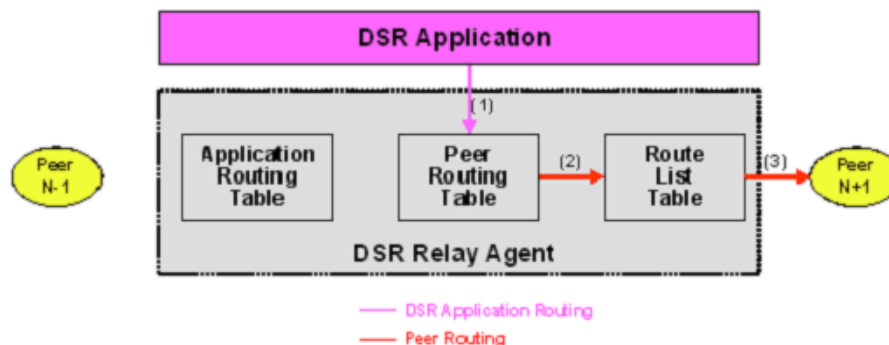 DSR Application
(1)
Peer
N-1
Application
Routing
Table
Peer
Routing
Table
(2)
Route
List
Table
(3)
Peer
N+1
DSR Relay Agent
DSR Application Routing
Peer Routing